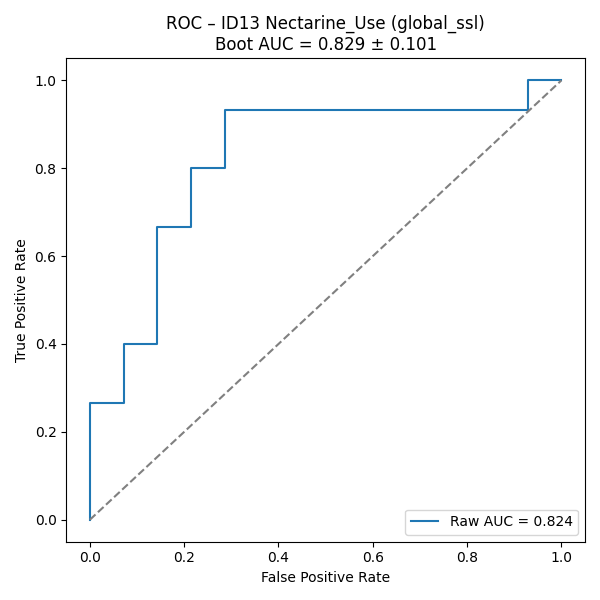 ROC – ID13 Nectarine_Use (global_ssl)
Boot AUC = 0.829 ± 0.101
1.0
0.8
0.6
0.4
0.2
0.0
True Positive Rate
Raw AUC = 0.824
0.0 0.2 0.4 0.6 0.8 1.0
False Positive Rate